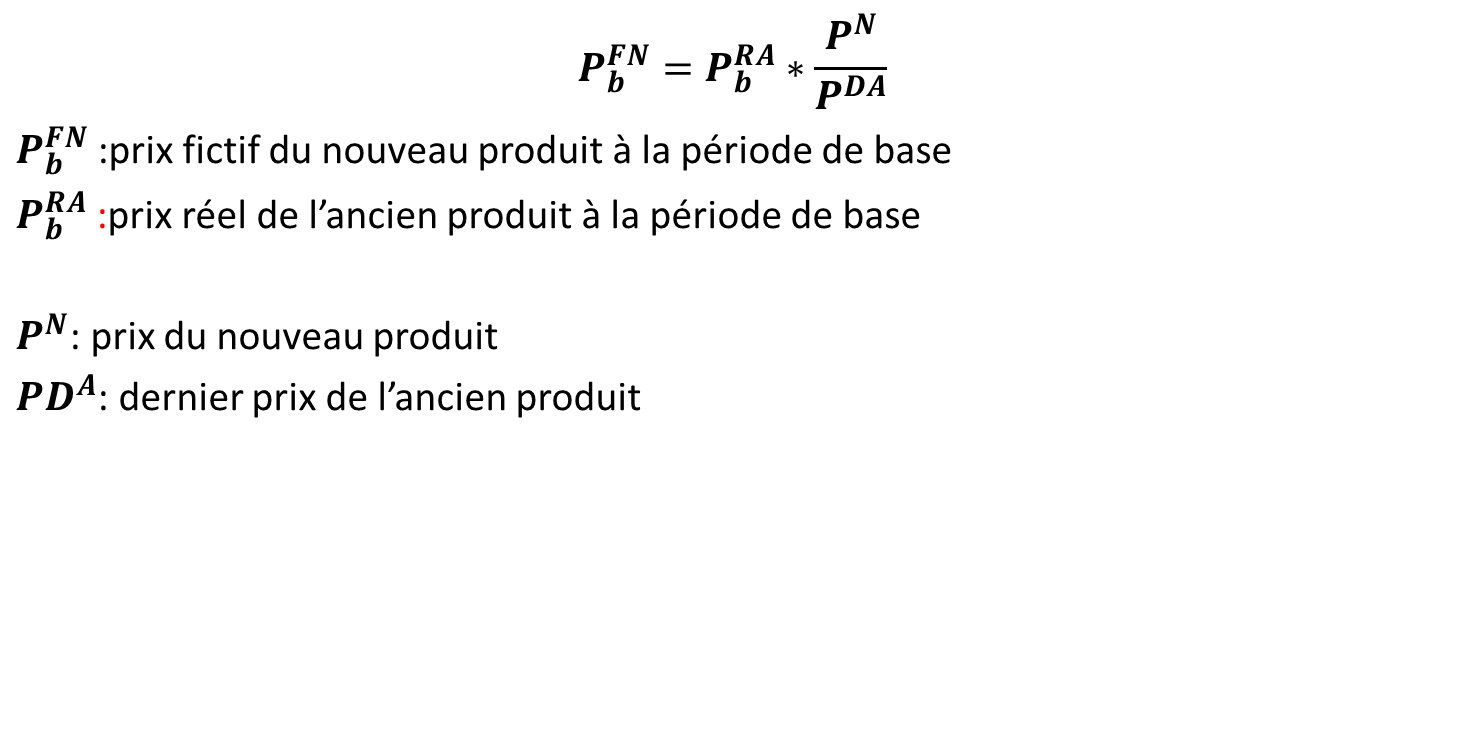 P_b^{FN} = P_b^{RA} * \frac{P^N}{P^{DA}}
P_b^{FN} :prix fictif du nouveau produit à la période de base
P_b^{RA} :prix réel de l’ancien produit à la période de base
P^N: prix du nouveau produit
PD^A: dernier prix de l’ancien produit